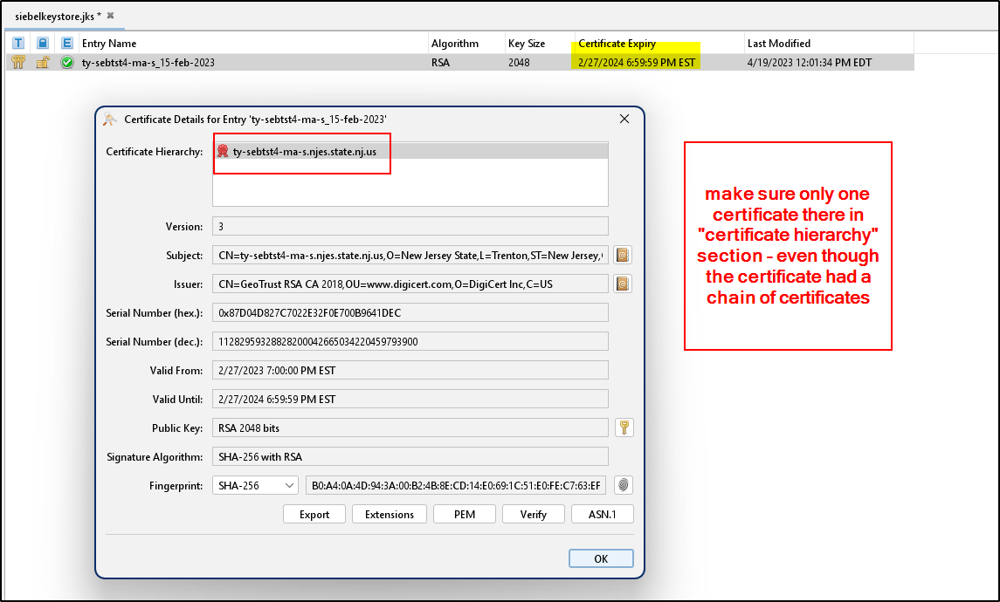 siebelkeystore.jks *
T E Entry Name Algorithm Key Size Certificate Expiry Last Modified
ty-sebtst4-ma-s_15-feb-2023 RSA 2048 2/27/2024 6:59:59 PM EST 4/19/2023 12:01:34 PM EDT
Certificate Details for Entry 'ty-sebtst4-ma-s_15-feb-2023'
Certificate Hierarchy: ty-sebtst4-ma-s.njes.state.nj.us
Version: 3
Subject: CN=ty-sebtst4-ma-s.njes.state.nj.us,O=New Jersey State,L=Trenton,ST=New Jersey,
Issuer: CN=GeoTrust RSA CA 2018,OU=www.digicert.com,O=DigiCert Inc,C=US
Serial Number (hex.): 0x87D04D827C7022E32F0E700B9641DEC
Serial Number (dec.): 11282959328828200042665034220459793900
Valid From: 2/27/2023 7:00:00 PM EST
Valid Until: 2/27/2024 6:59:59 PM EST
Public Key: RSA 2048 bits
Signature Algorithm: SHA-256 with RSA
Fingerprint: SHA-256 B0:A4:0A:4D:94:3A:00:B2:4B:8E:CD:14:E0:69:1C:51:E0:FE:C7:63:EF
Export Extensions PEM Verify ASN.1
OK
make sure only one
certificate there in
"certificate hierarchy"
section - even though
the certificate had a
chain of certificates